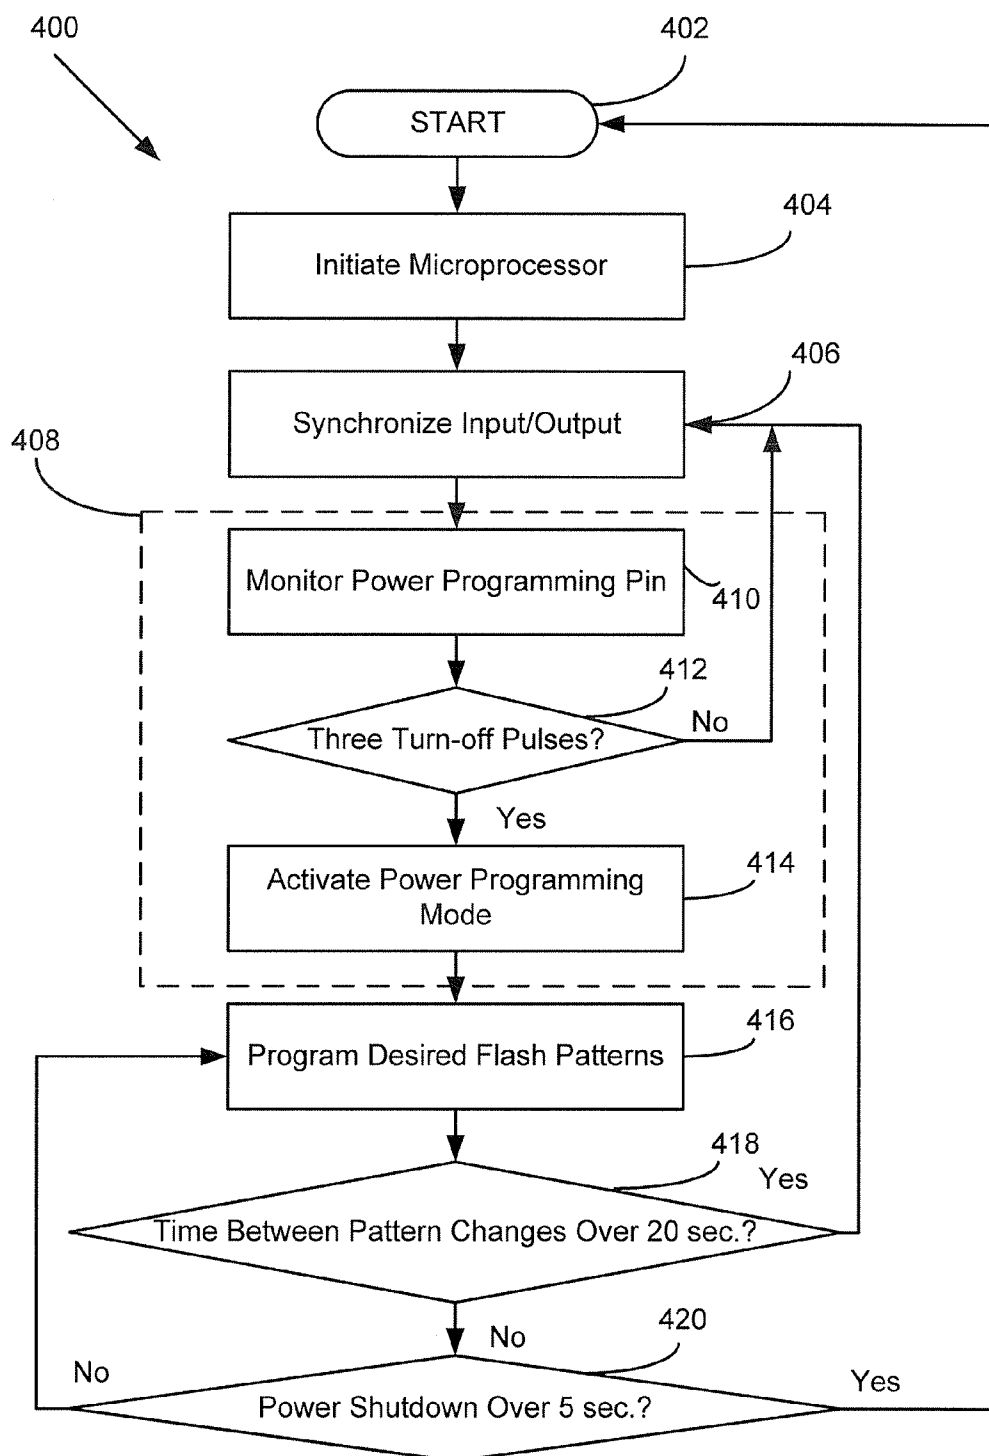 400
402
START
404
Initiate Microprocessor
406
Synchronize Input/Output
408
Monitor Power Programming Pin
410
412
Three Turn-off Pulses?
No
Yes
Activate Power Programming
Mode
414
416
Program Desired Flash Patterns
418
Yes
Time Between Pattern Changes Over 20 sec.?
No
420
No
Yes
Power Shutdown Over 5 sec.?